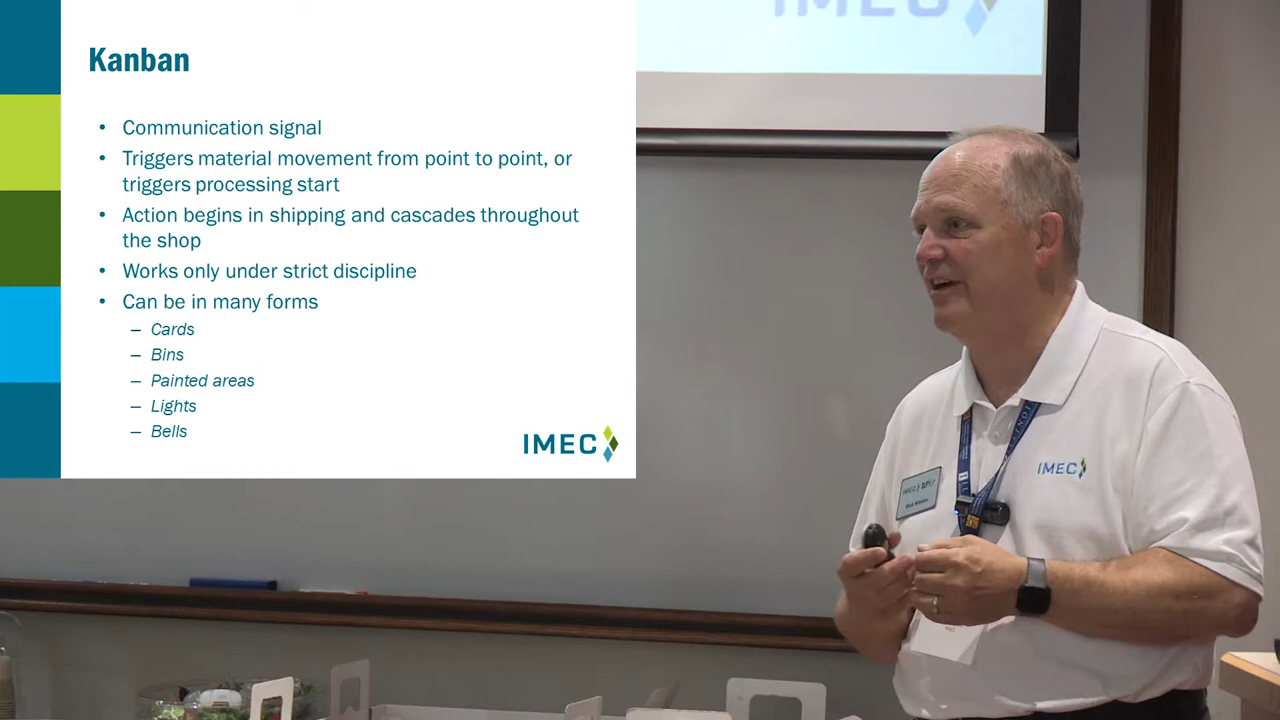 Kanban
• Communication signal
• Triggers material movement from point to point, or
triggers processing start
• Action begins in shipping and cascades throughout
the shop
• Works only under strict discipline
• Can be in many forms
– Cards
– Bins
– Painted areas
– Lights
– Bells
IMEC
IMEC
IMEC
IMEC